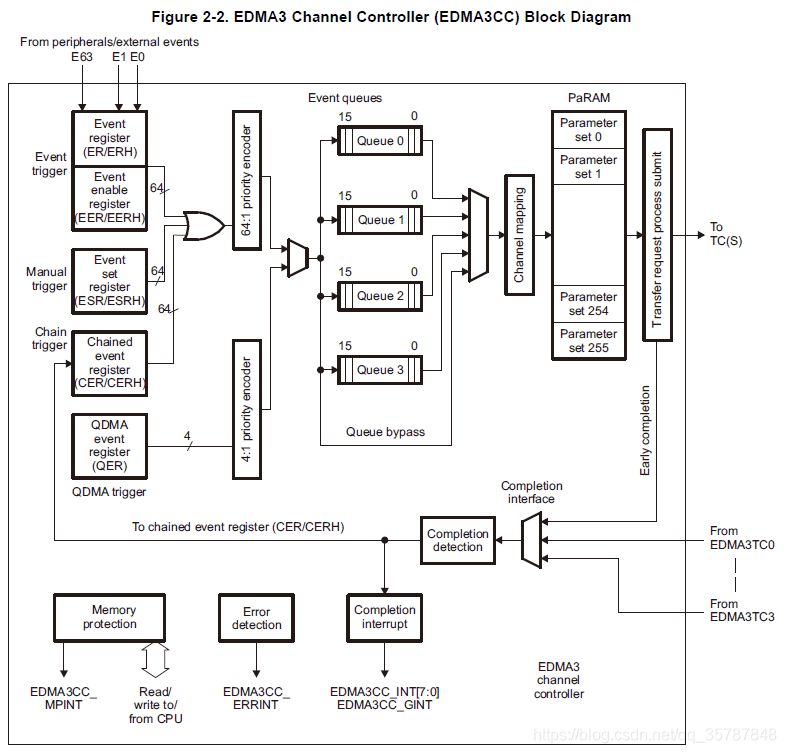 Figure 2-2. EDMA3 Channel Controller (EDMA3CC) Block Diagram
From peripherals/external events
E63
E1 E0
Event queues
PaRAM
Event
trigger
Event
register
(ER/ERH)
Event
enable
register
(EER/EERH)
64
Manual
trigger
Event
set
register
(ESR/ESRH)
64
64
Chain
trigger
Chained
event
register
(CER/CERH)
QDMA
event
register
(QER)
4
QDMA trigger
64:1 priority encoder
4:1 priority encoder
15
0
Queue 0
15
0
Queue 1
15
0
Queue 2
15
0
Queue 3
Queue bypass
Channel mapping
Parameter
set 0
Parameter
set 1
Parameter
set 254
Parameter
set 255
Transfer request process submit
To
TC(S)
Early completion
Completion
interface
To chained event register (CER/CERH)
Completion
detection
From
EDMA3TC0
From
EDMA3TC3
Memory
protection
Error
detection
Completion
interrupt
EDMA3CC_
MPINT
Read/
write to/
from CPU
EDMA3CC_
ERRINT
EDMA3CC_INT[7:0]
EDMA3CC_GINT
EDMA3
channel
controller
https://blog.csdn.net/qq_35787848